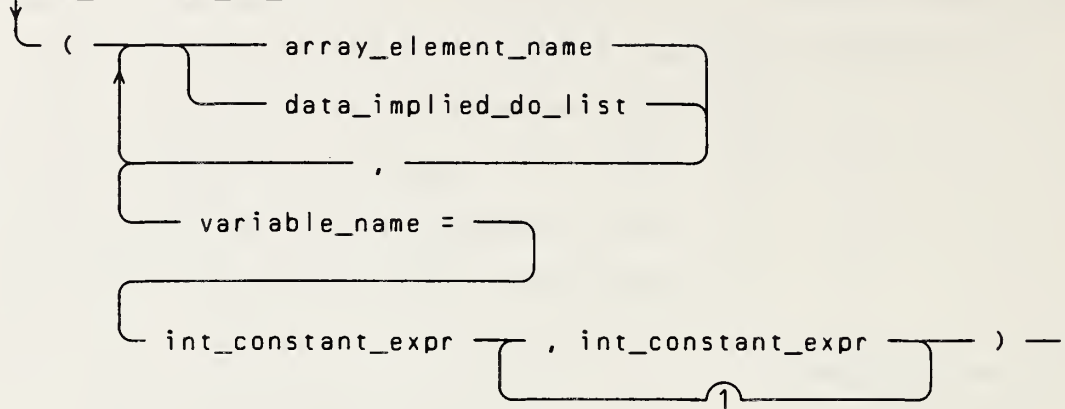 ( array_element_name
data_implied_do_list
,
variable_name =
int_constant_expr , int_constant_expr )
1